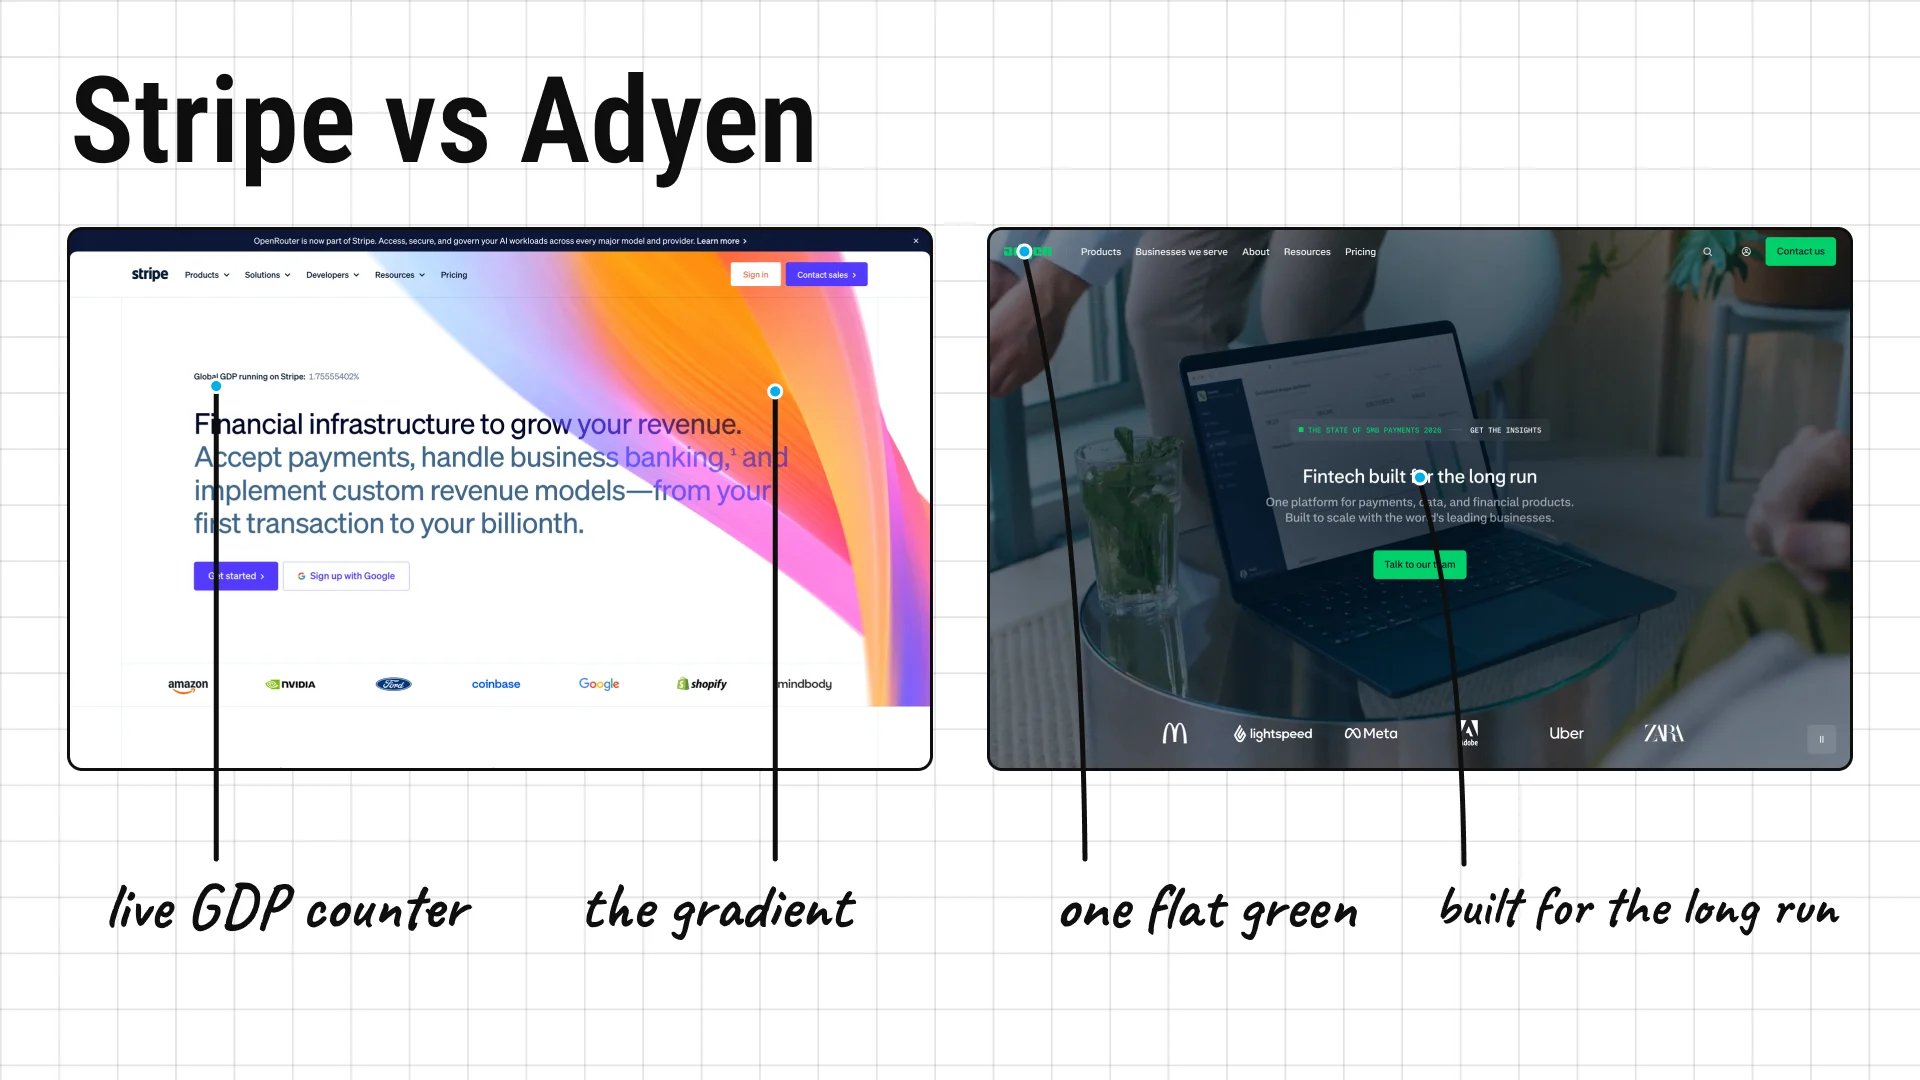 Stripe vs Adyen
OpenRouter is now part of Stripe. Access, secure, and govern your AI workloads across every major model and provider. Learn more
stripe Products Solutions Developers Resources Pricing Sign in Contact sales
Global GDP running on Stripe: 1.75555402%
Financial infrastructure to grow your revenue.
Accept payments, handle business banking,¹ and
implement custom revenue models—from your
first transaction to your billionth.
Get started Sign up with Google
amazon NVIDIA Ford coinbase Google shopify mindbody
Products Businesses we serve About Resources Pricing Contact us
THE STATE OF SMB PAYMENTS 2026 GET THE INSIGHTS
Fintech built for the long run
One platform for payments, data, and financial products.
Built to scale with the world's leading businesses.
Talk to our team
lightspeed Meta Adobe Uber ZARA
live GDP counter
the gradient
one flat green
built for the long run